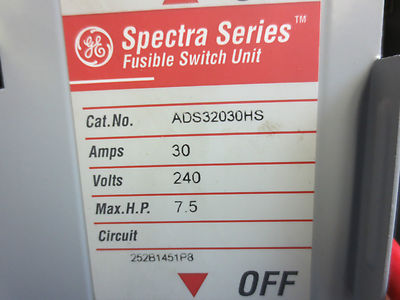 GE Spectra Series™
Fusible Switch Unit
Cat.No. ADS32030HS
Amps 30
Volts 240
Max.H.P. 7.5
Circuit
252B1451P8
OFF